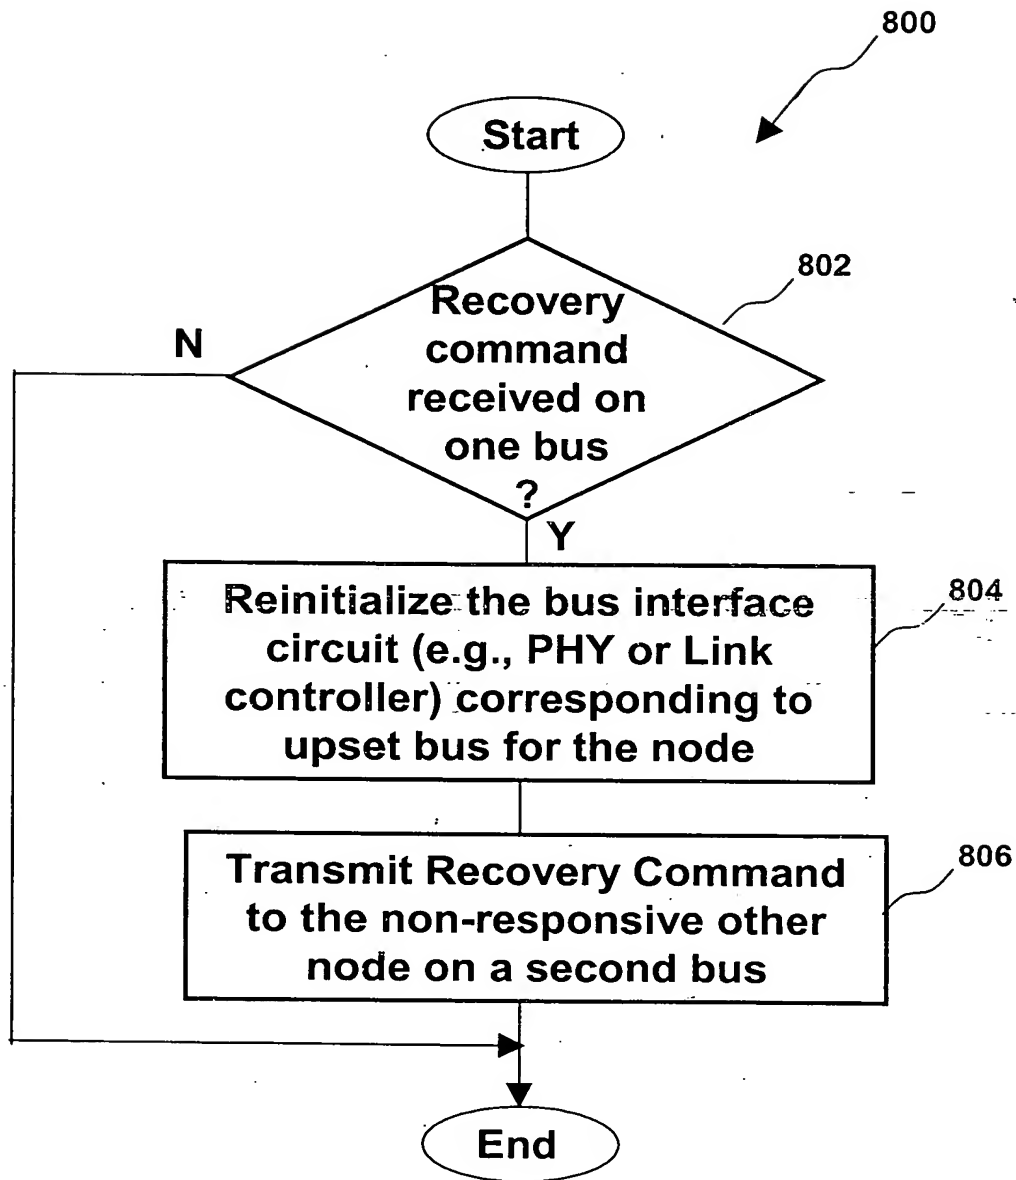 800
Start
802
Recovery
command
received on
one bus
?
N
Y
Reinitialize the bus interface
circuit (e.g., PHY or Link
controller) corresponding to
upset bus for the node
804
Transmit Recovery Command
to the non-responsive other
node on a second bus
806
End